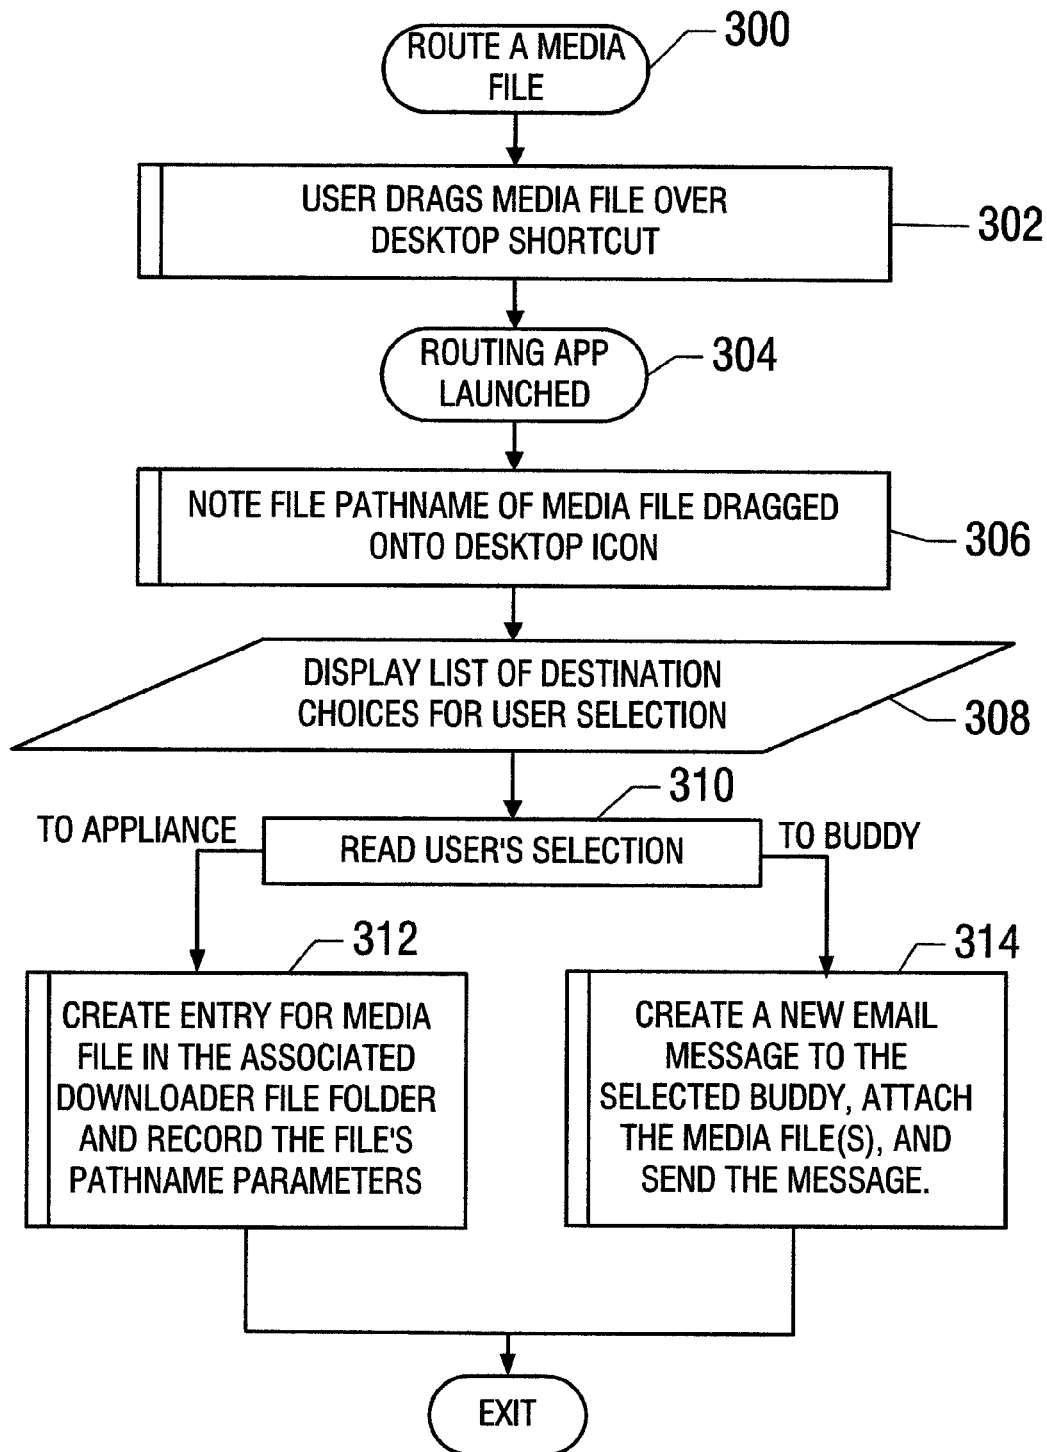 ROUTE A MEDIA
FILE
300
USER DRAGS MEDIA FILE OVER
DESKTOP SHORTCUT
302
ROUTING APP
LAUNCHED
304
NOTE FILE PATHNAME OF MEDIA FILE DRAGGED
ONTO DESKTOP ICON
306
DISPLAY LIST OF DESTINATION
CHOICES FOR USER SELECTION
308
310
TO APPLIANCE
READ USER'S SELECTION
TO BUDDY
312
CREATE ENTRY FOR MEDIA
FILE IN THE ASSOCIATED
DOWNLOADER FILE FOLDER
AND RECORD THE FILE'S
PATHNAME PARAMETERS
314
CREATE A NEW EMAIL
MESSAGE TO THE
SELECTED BUDDY, ATTACH
THE MEDIA FILE(S), AND
SEND THE MESSAGE.
EXIT